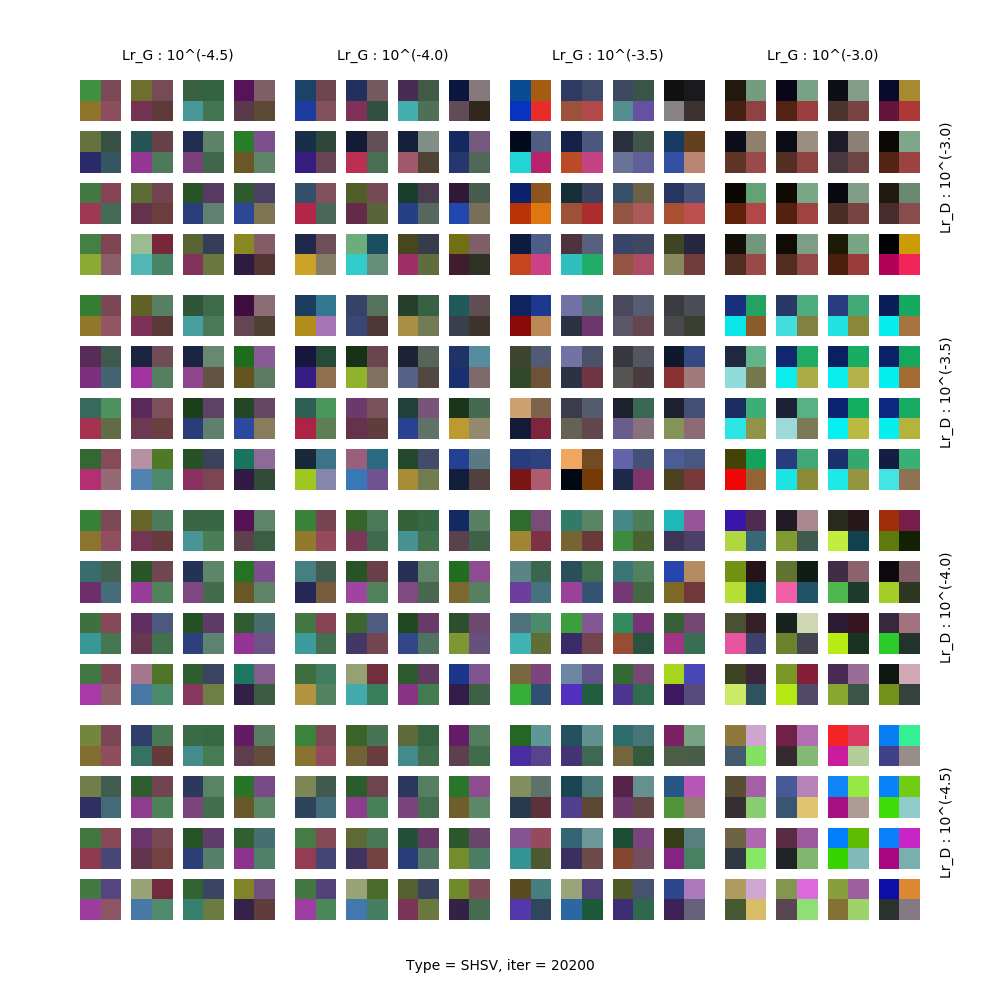 Lr_G : 10^(-4.5)
Lr_G : 10^(-4.0)
Lr_G : 10^(-3.5)
Lr_G : 10^(-3.0)
Lr_D : 10^(-3.0)
Lr_D : 10^(-3.5)
Lr_D : 10^(-4.0)
Lr_D : 10^(-4.5)
Type = SHSV, iter = 20200